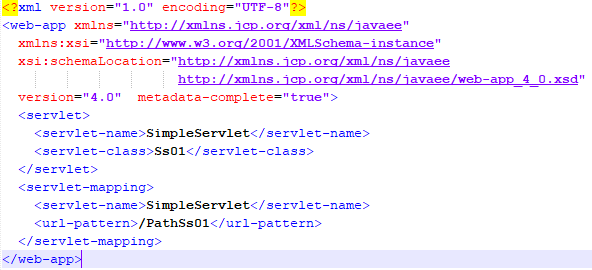 <?xml version="1.0" encoding="UTF-8"?>
<web-app xmlns="http://xmlns.jcp.org/xml/ns/javaee"
  xmlns:xsi="http://www.w3.org/2001/XMLSchema-instance"
  xsi:schemaLocation="http://xmlns.jcp.org/xml/ns/javaee
                      http://xmlns.jcp.org/xml/ns/javaee/web-app_4_0.xsd"
  version="4.0"  metadata-complete="true">
  <servlet>
    <servlet-name>SimpleServlet</servlet-name>
    <servlet-class>Ss01</servlet-class>
  </servlet>
  <servlet-mapping>
    <servlet-name>SimpleServlet</servlet-name>
    <url-pattern>/PathSs01</url-pattern>
  </servlet-mapping>
</web-app>